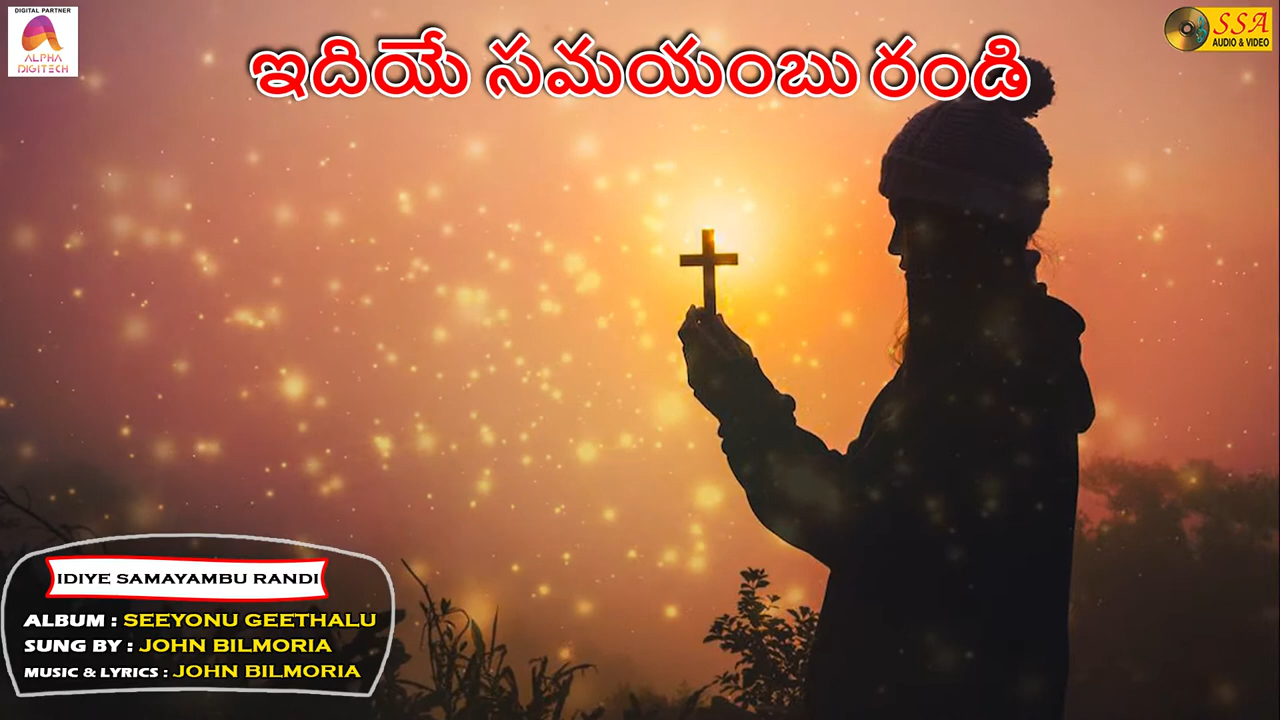 DIGITAL PARTNER
ALPHA
DIGITECH
SSA
AUDIO & VIDEO
ఇదియే సమయంబు రండి
IDIYE SAMAYAMBU RANDI
ALBUM : SEEYONU GEETHALU
SUNG BY : JOHN BILMORIA
MUSIC & LYRICS : JOHN BILMORIA